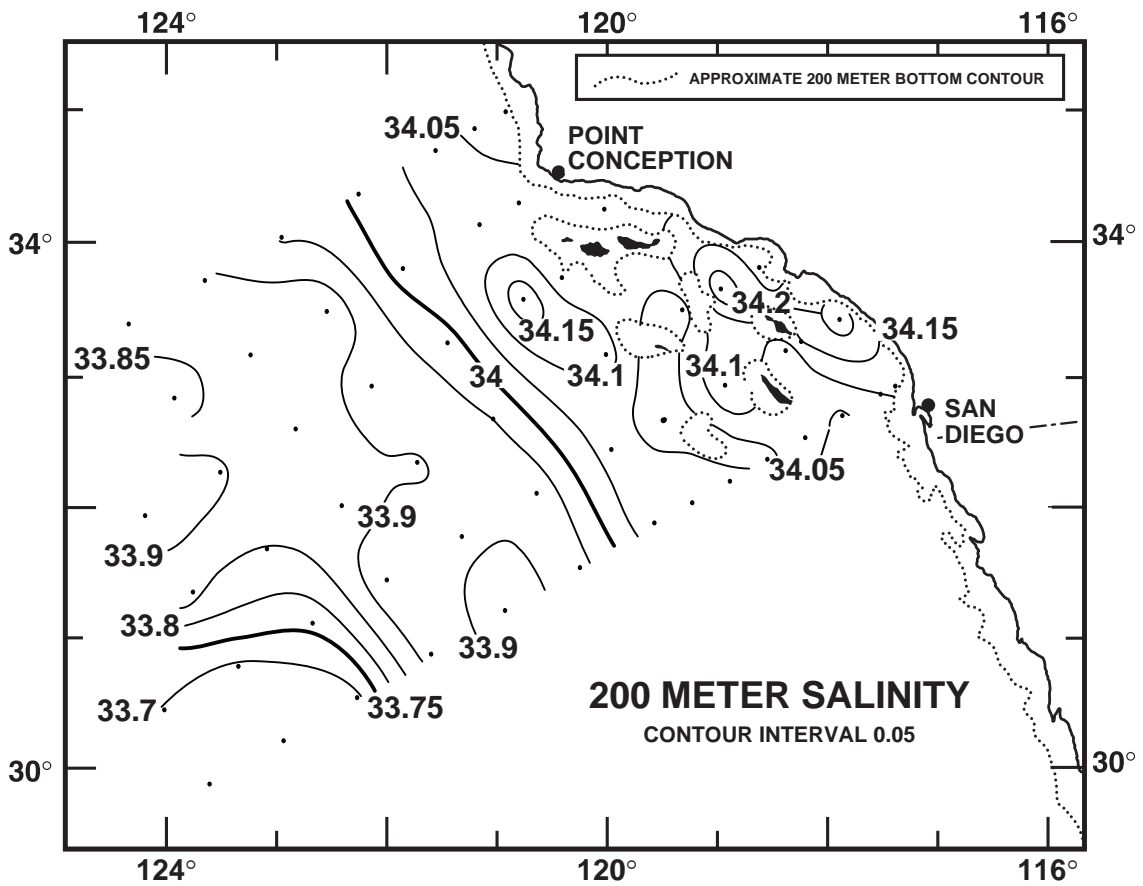 124° 120° 116°
APPROXIMATE 200 METER BOTTOM CONTOUR
34.05
POINT
CONCEPTION
34° 34°
34.2
34.15 34.15
33.85
34 34.1 34.1
SAN
DIEGO
34.05
33.9
33.9
33.8
33.9
33.7 33.75
200 METER SALINITY
CONTOUR INTERVAL 0.05
30° 30°
124° 120° 116°